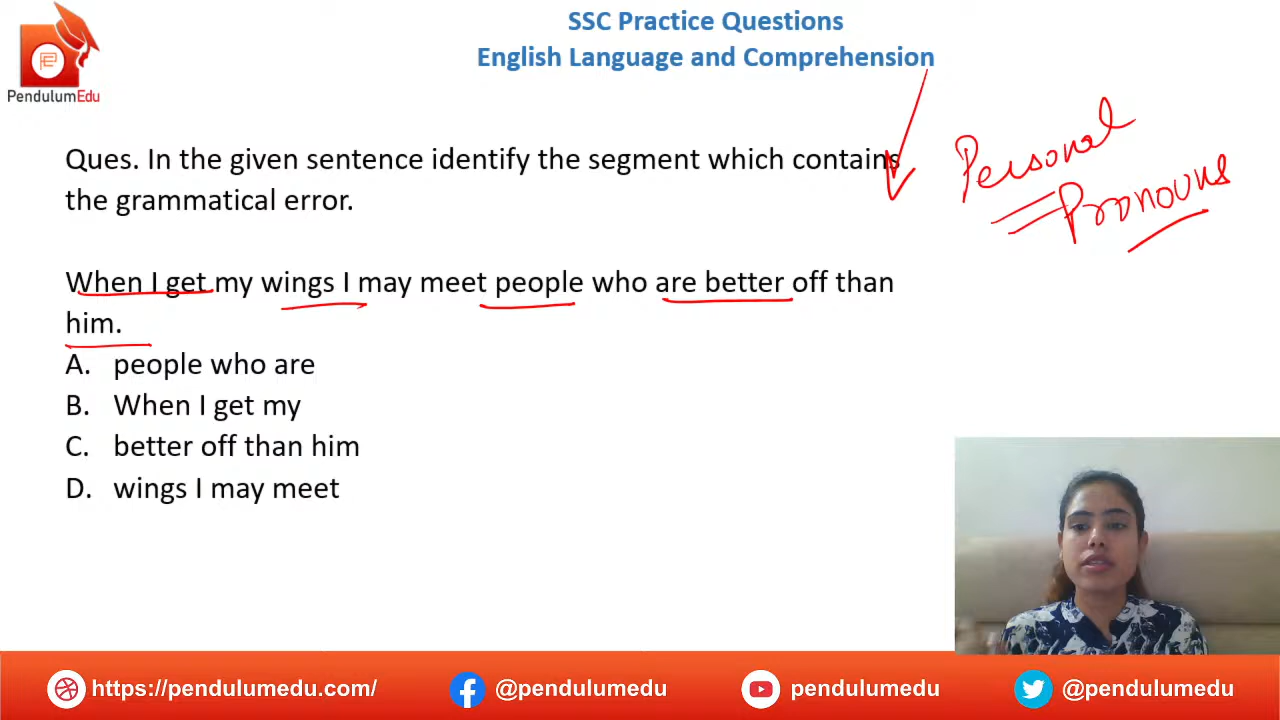 SSC Practice Questions
English Language and Comprehension
PendulumEdu
Personal
Pronouns
Ques. In the given sentence identify the segment which contains
the grammatical error.
When I get my wings I may meet people who are better off than
him.
A. people who are
B. When I get my
C. better off than him
D. wings I may meet
https://pendulumedu.com/
@pendulumedu
pendulumedu
@pendulumedu